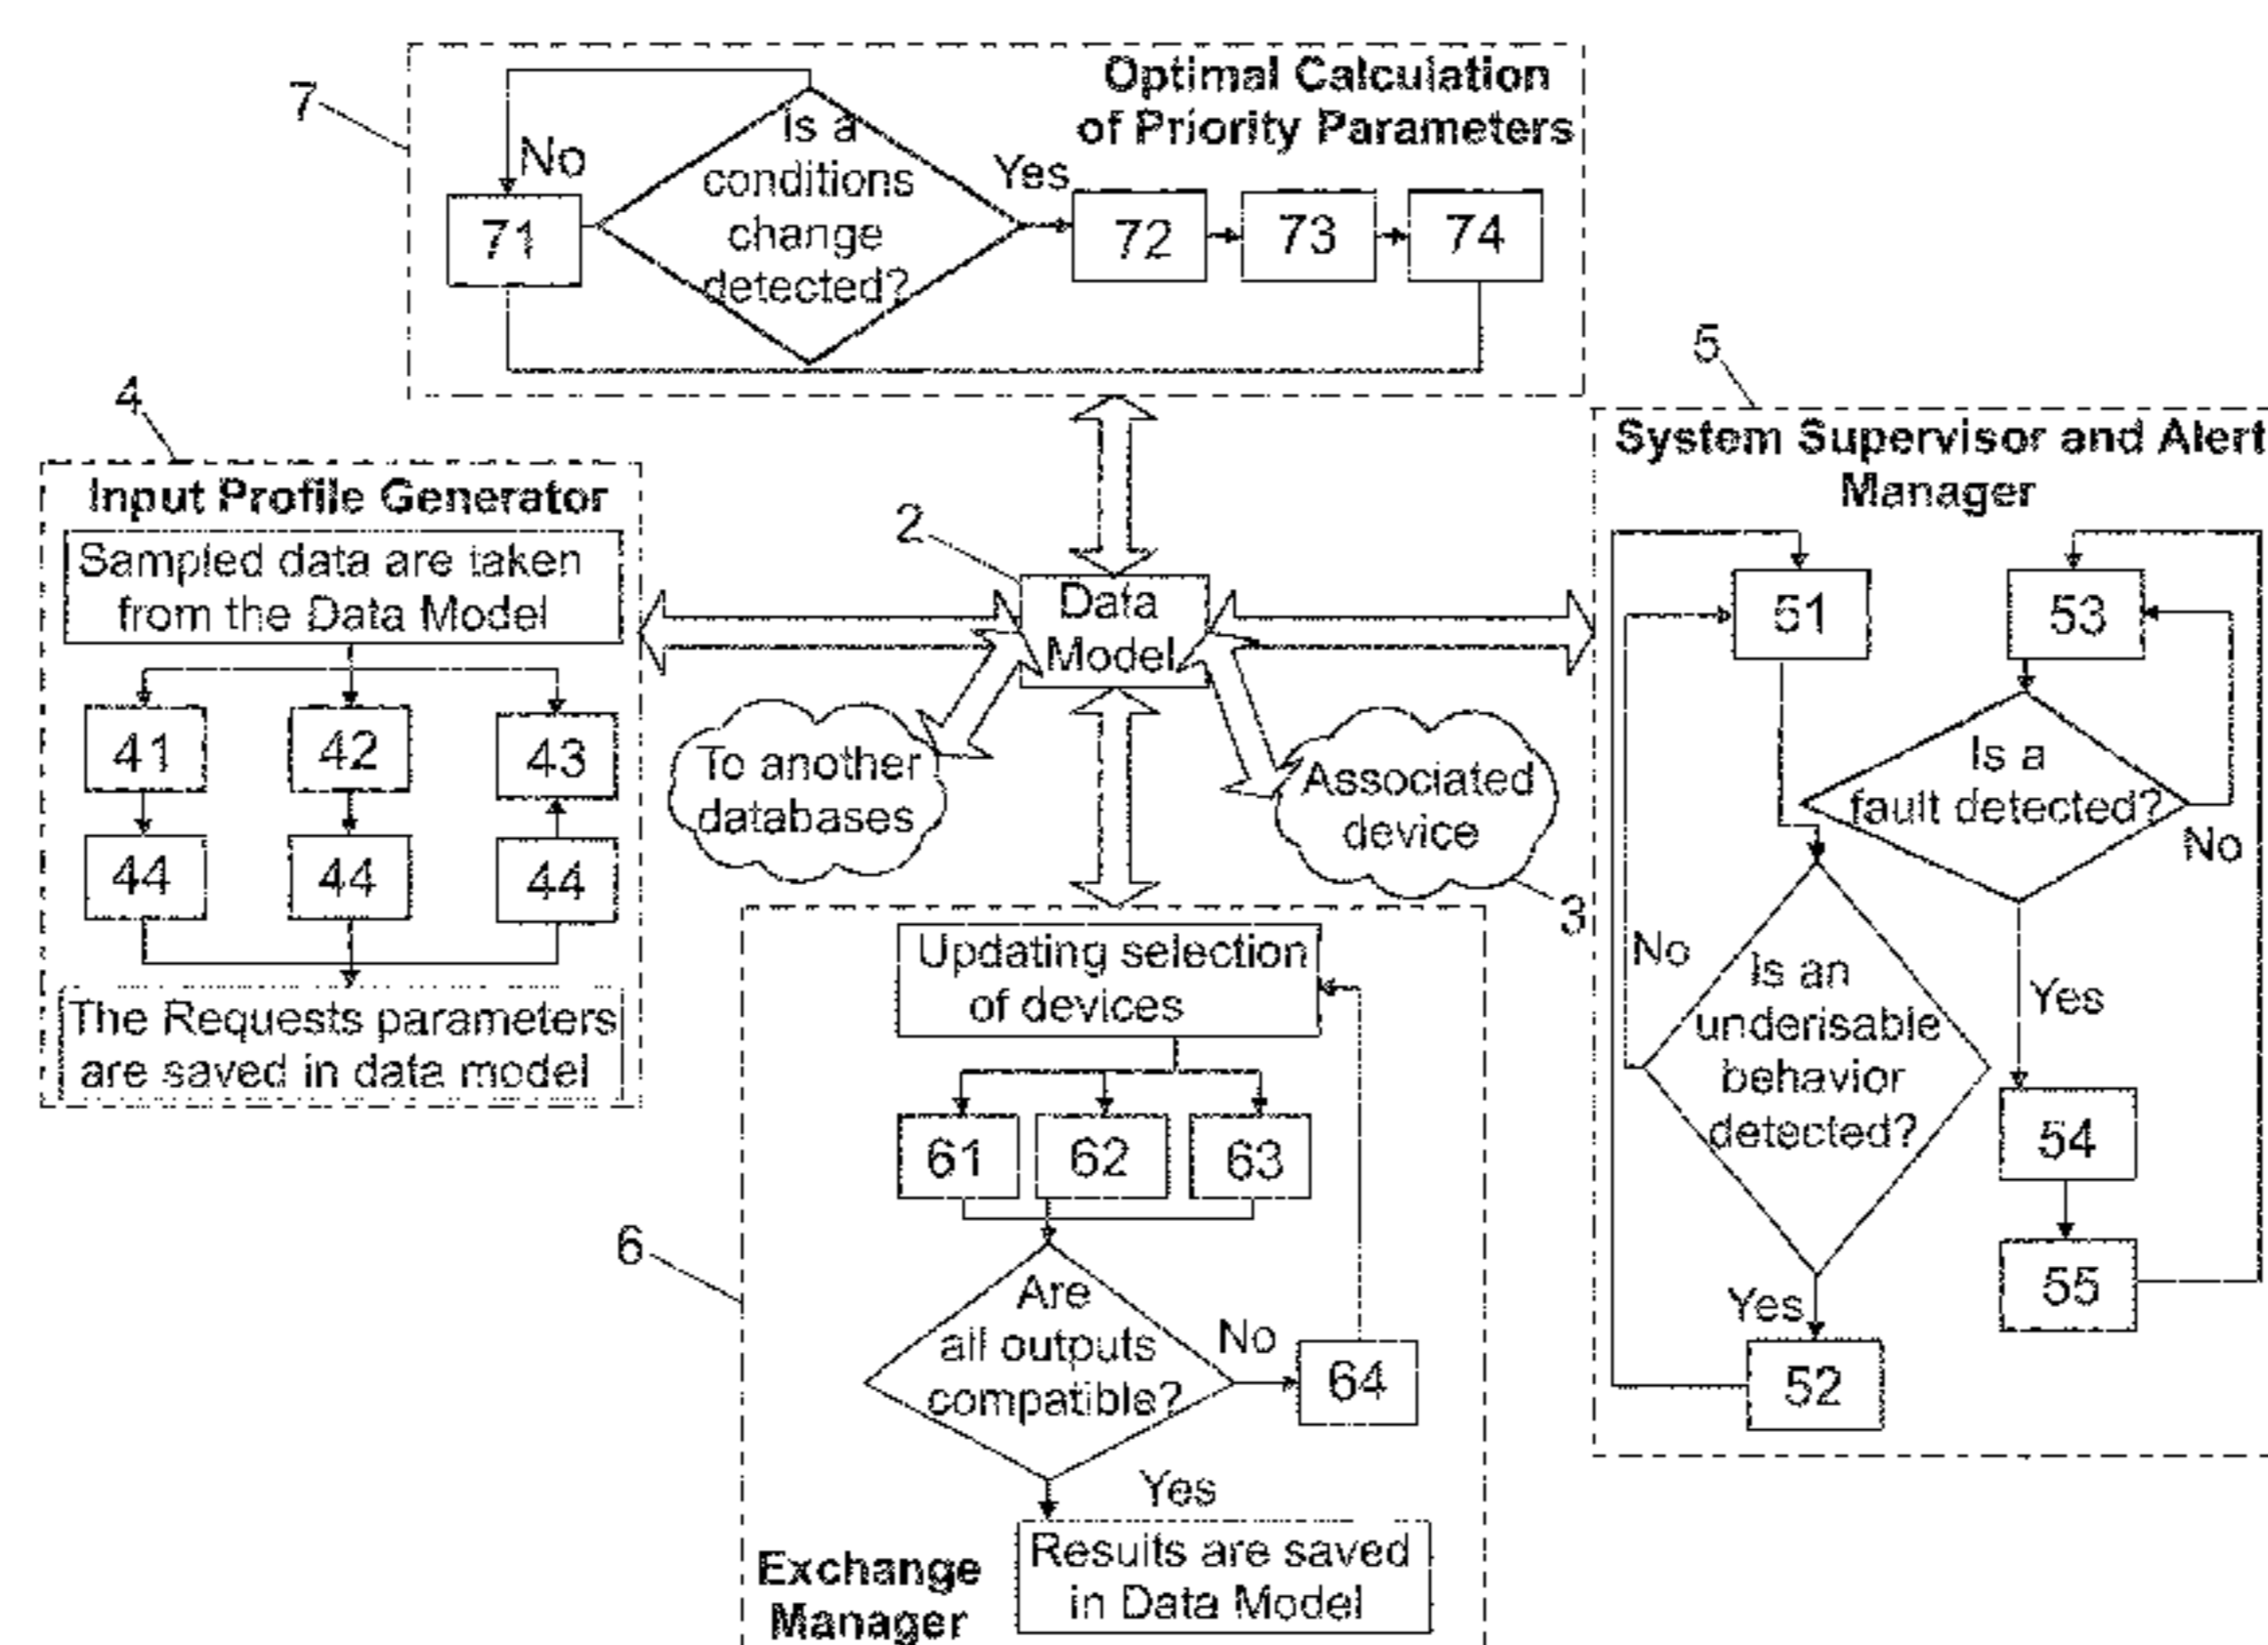 7
Optimal Calculation
of Priority Parameters
No
Is a
conditions
change
detected?
Yes
71
72
73
74
4
Input Profile Generator
Sampled data are taken
from the Data Model
41
42
43
44
44
44
The Requests parameters
are saved in data model
2
Data
Model
To another
databases
Associated
device
3
5
System Supervisor and Alert
Manager
51
53
Is a
fault detected?
No
No
Is an
underisable
behavior
detected?
Yes
54
55
Yes
52
6
Updating selection
of devices
61
62
63
Are
all outputs
compatible?
No
64
Yes
Results are saved
in Data Model
Exchange
Manager